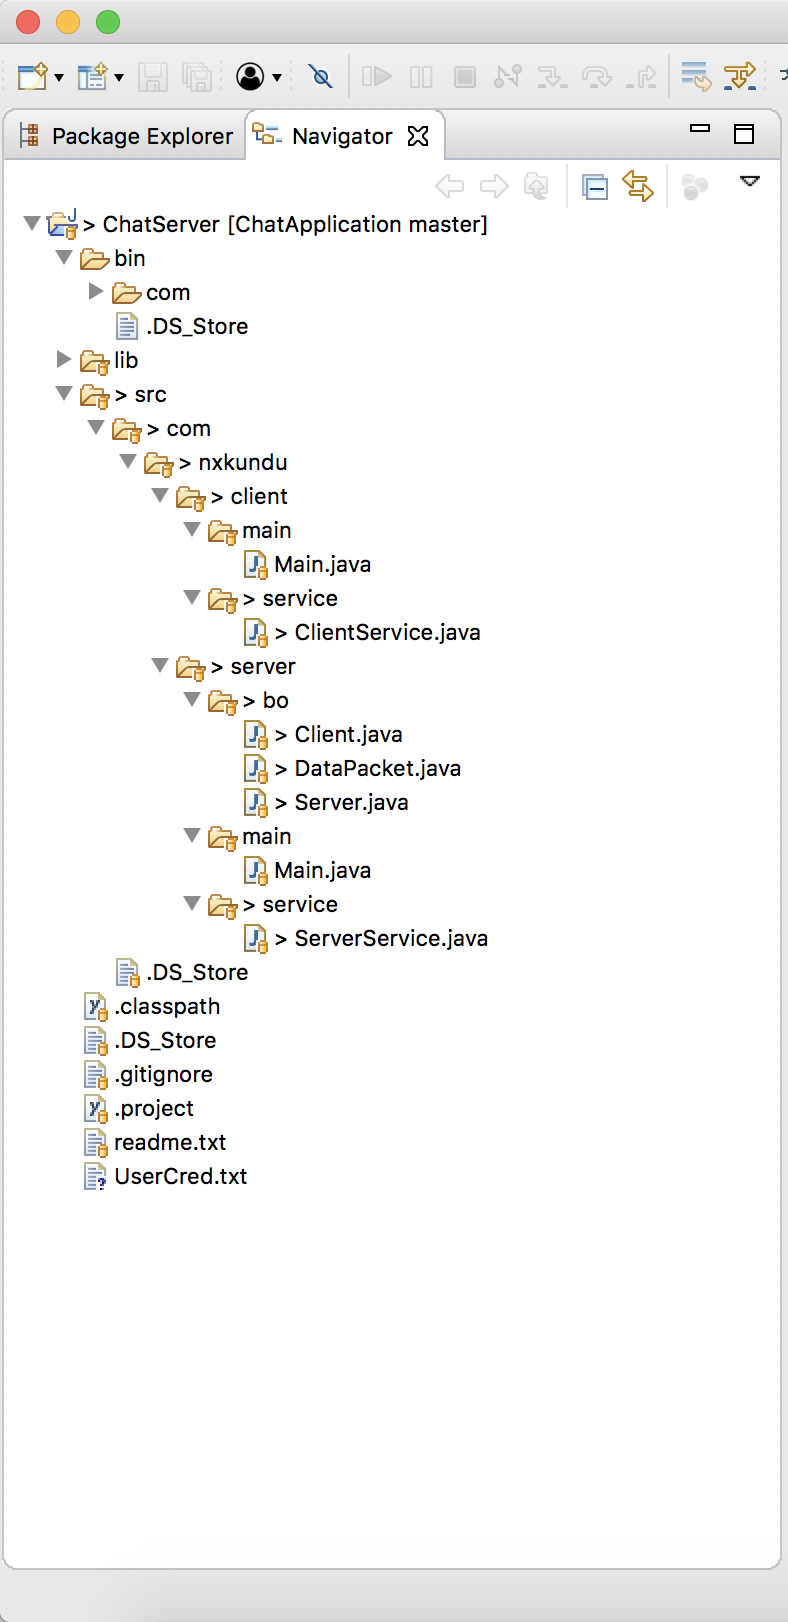 Package Explorer Navigator
> ChatServer [ChatApplication master]
bin
com
.DS_Store
lib
> src
> com
> nxkundu
> client
main
Main.java
> service
> ClientService.java
> server
> bo
> Client.java
> DataPacket.java
> Server.java
main
Main.java
> service
> ServerService.java
.DS_Store
.classpath
.DS_Store
.gitignore
.project
readme.txt
UserCred.txt